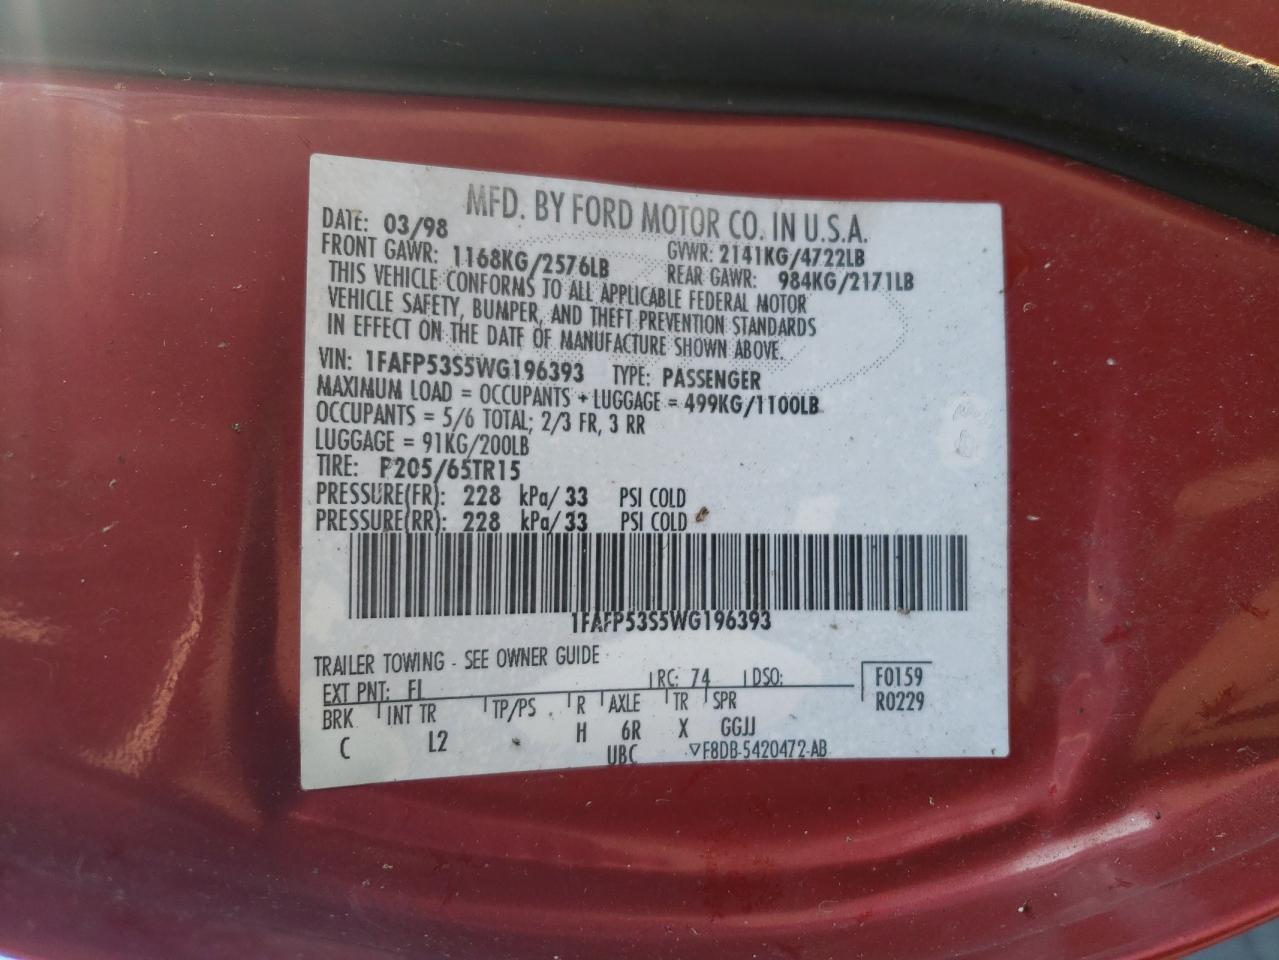 MFD. BY FORD MOTOR CO. IN U.S.A.
DATE: 03/98 GVWR: 2141KG/4722LB
FRONT GAWR: 1168KG/2576LB REAR GAWR: 984KG/2171LB
THIS VEHICLE CONFORMS TO ALL APPLICABLE FEDERAL MOTOR
VEHICLE SAFETY, BUMPER, AND THEFT PREVENTION STANDARDS
IN EFFECT ON THE DATE OF MANUFACTURE SHOWN ABOVE.
VIN: 1FAFP53S5WG196393 TYPE: PASSENGER
MAXIMUM LOAD = OCCUPANTS + LUGGAGE = 499KG/1100LB
OCCUPANTS = 5/6 TOTAL; 2/3 FR, 3 RR
LUGGAGE = 91KG/200LB
TIRE: P205/65TR15
PRESSURE(FR): 228 kPa/ 33 PSI COLD
PRESSURE(RR): 228 kPa/ 33 PSI COLD
1FAFP53S5WG196393
TRAILER TOWING - SEE OWNER GUIDE
EXT PNT: FL RC: 74 DSO: F0159
BRK INT TR TP/PS R AXLE TR SPR R0229
C L2 H 6R X GGJJ
UBC ▽F8DB-5420472-AB